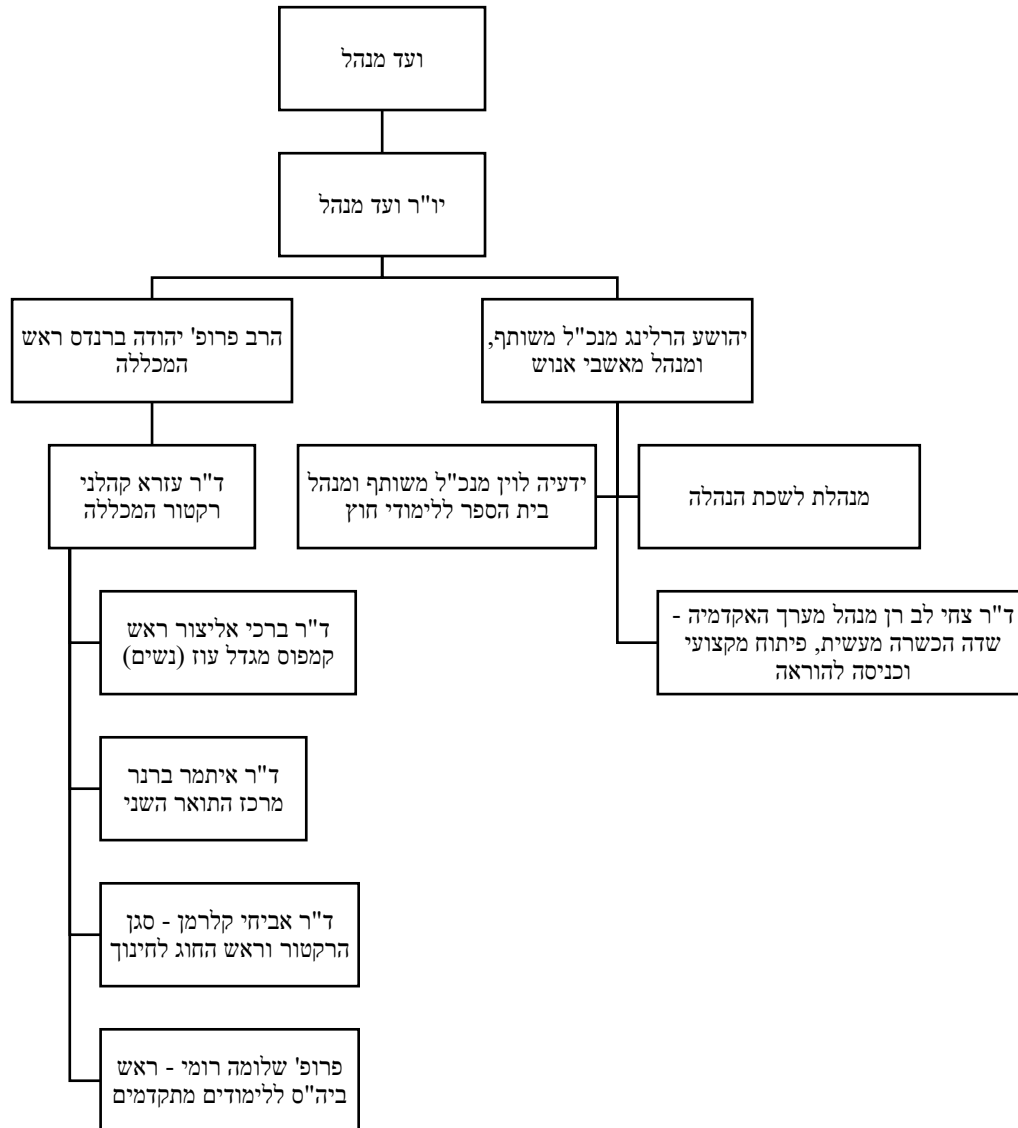 ועד מנהל
יו"ר ועד מנהל
יהושע הרלינג מנכ"ל משותף,
ומנהל מאשבי אנוש
הרב פרופ' יהודה ברנדס ראש
המכללה
מנהלת לשכת הנהלה
ידעיה לוין מנכ"ל משותף ומנהל
בית הספר ללימודי חוץ
ד"ר צחי לב רן מנהל מערך האקדמיה -
שדה הכשרה מעשית, פיתוח מקצועי
וכניסה להוראה
ד"ר עזרא קהלני
רקטור המכללה
ד"ר ברכי אליצור ראש
קמפוס מגדל עוז (נשים)
ד"ר איתמר ברנר
מרכז התואר השני
ד"ר אביחי קלרמן - סגן
הרקטור וראש החוג לחינוך
פרופ' שלומה רומי - ראש
ביה"ס ללימודים מתקדמים